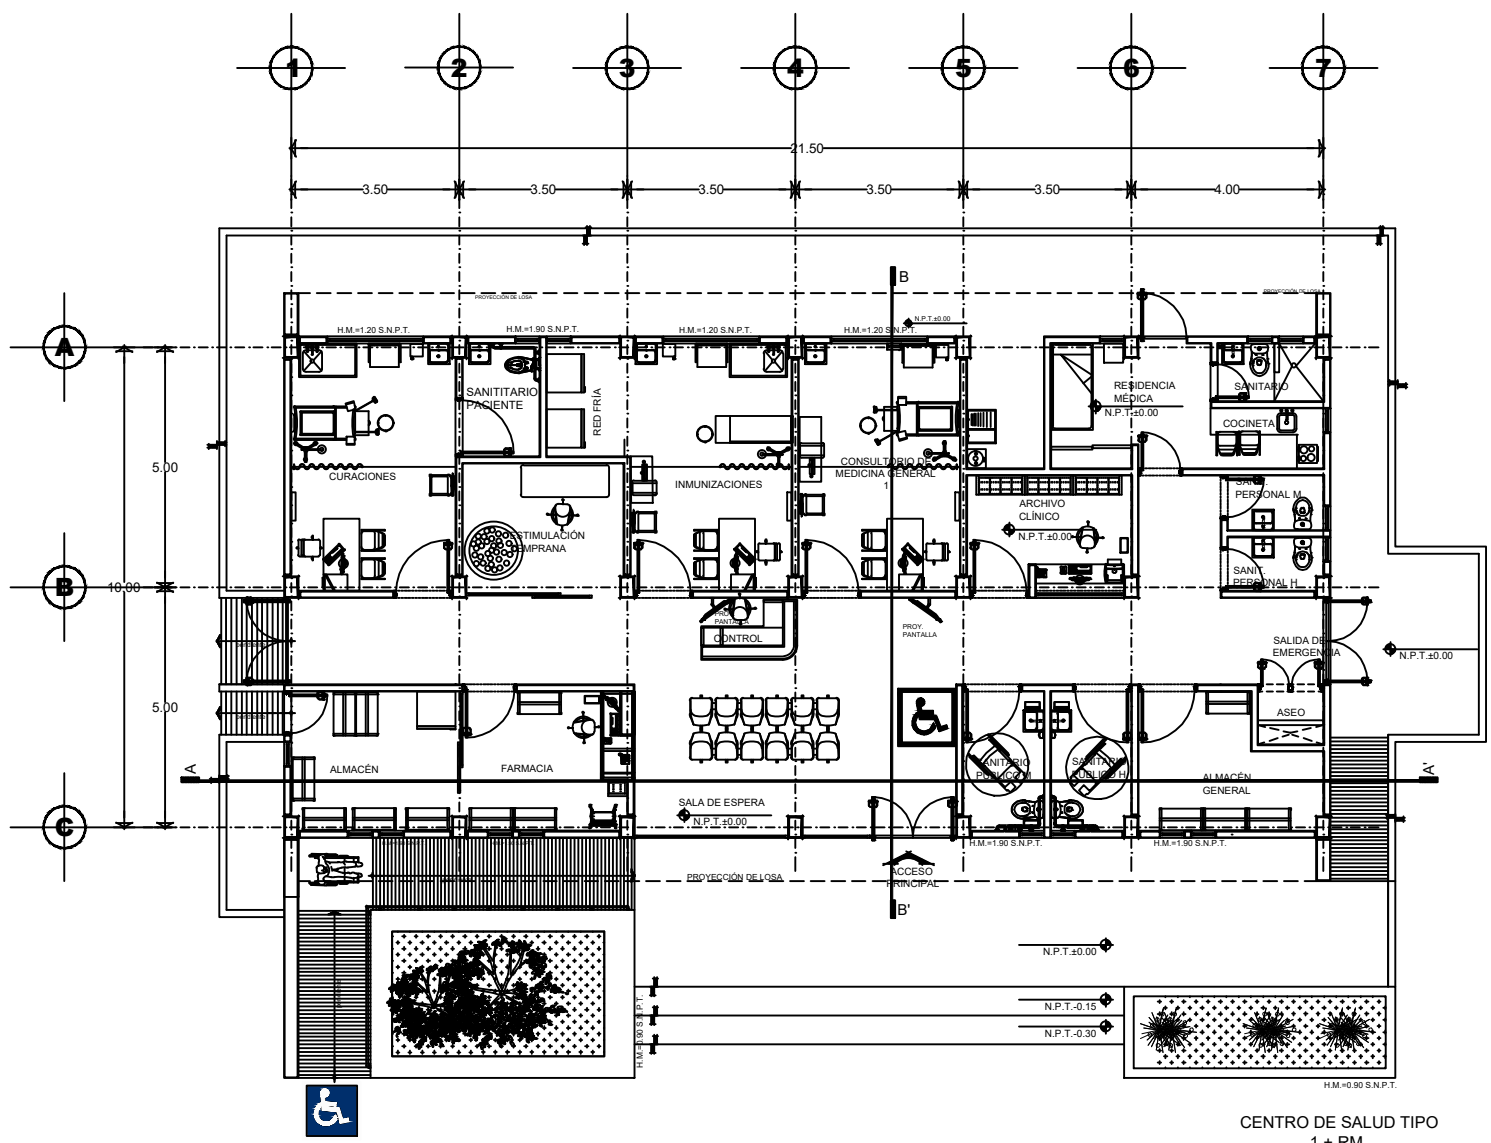 1 2 3 4 5 6 7
21.50
3.50 3.50 3.50 3.50 3.50 4.00
B
PROYECCIÓN DE LOSA
PROYECCIÓN DE LOSA
N.P.T.±0.00
H.M.=1.20 S.N.P.T.
H.M.=1.90 S.N.P.T.
H.M.=1.20 S.N.P.T.
H.M.=1.20 S.N.P.T.
A
SANITITARIO
PACIENTE
RED FRÍA
RESIDENCIA
MÉDICA
N.P.T.±0.00
SANITARIO
COCINETA
5.00
CURACIONES
INMUNIZACIONES
CONSULTORIO DE
MEDICINA GENERAL
1
ARCHIVO
CLÍNICO
N.P.T.±0.00
SANIT.
PERSONAL M
ESTIMULACIÓN
TEMPRANA
SANIT.
PERSONAL H
B
10.00
PROY.
PANTALLA
CONTROL
PROY.
PANTALLA
SALIDA DE
EMERGENCIA
N.P.T.±0.00
5.00
ASEO
A
ALMACÉN
FARMACIA
SANITARIO
PÚBLICO M
SANITARIO
PÚBLICO H
ALMACÉN
GENERAL
A'
SALA DE ESPERA
N.P.T.±0.00
C
H.M.=1.90 S.N.P.T.
H.M.=1.90 S.N.P.T.
PROYECCIÓN DE LOSA
ACCESO
PRINCIPAL
B'
N.P.T.±0.00
N.P.T.-0.15
N.P.T.-0.30
H.M.=0.90 S.N.P.T.
H.M.=0.90 S.N.P.T.
CENTRO DE SALUD TIPO
1 + RM